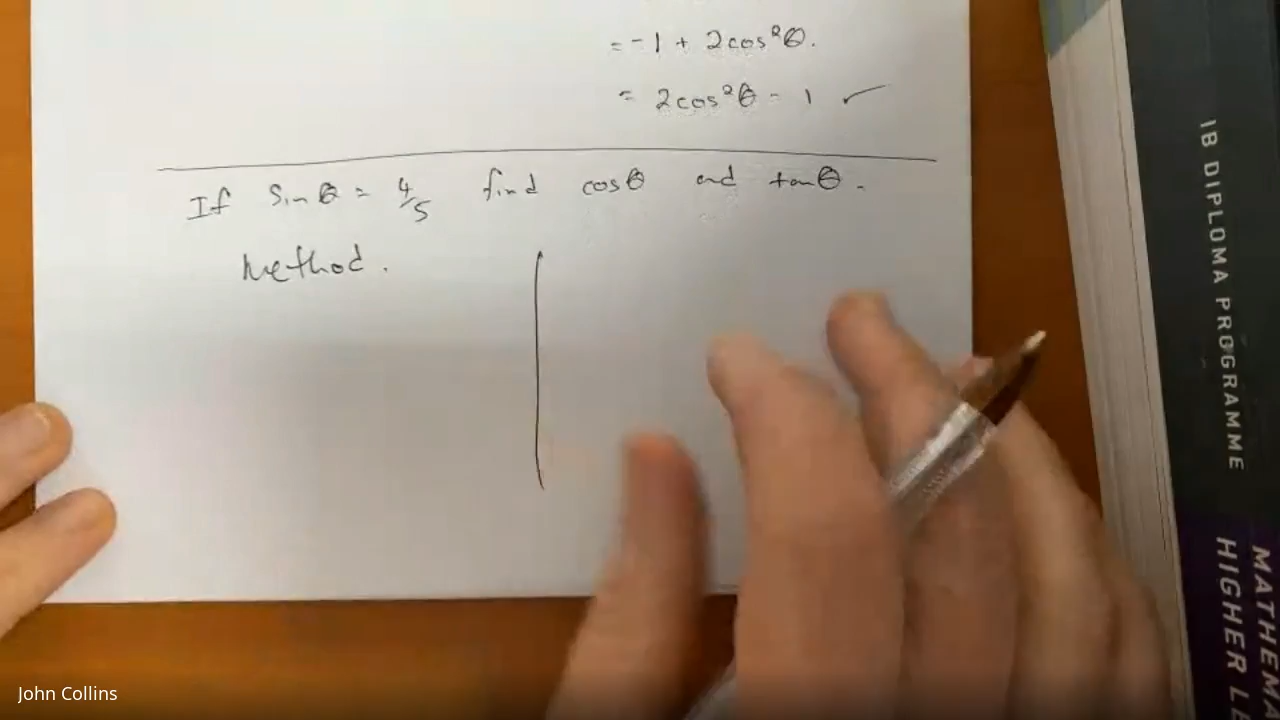 = -1 + 2cos²θ.
= 2cos²θ - 1 ✓
If Sinθ = 4/5 find cosθ and tanθ.
Method.
IB DIPLOMA PROGRAMME
MATHEMA
HIGHER LE
John Collins